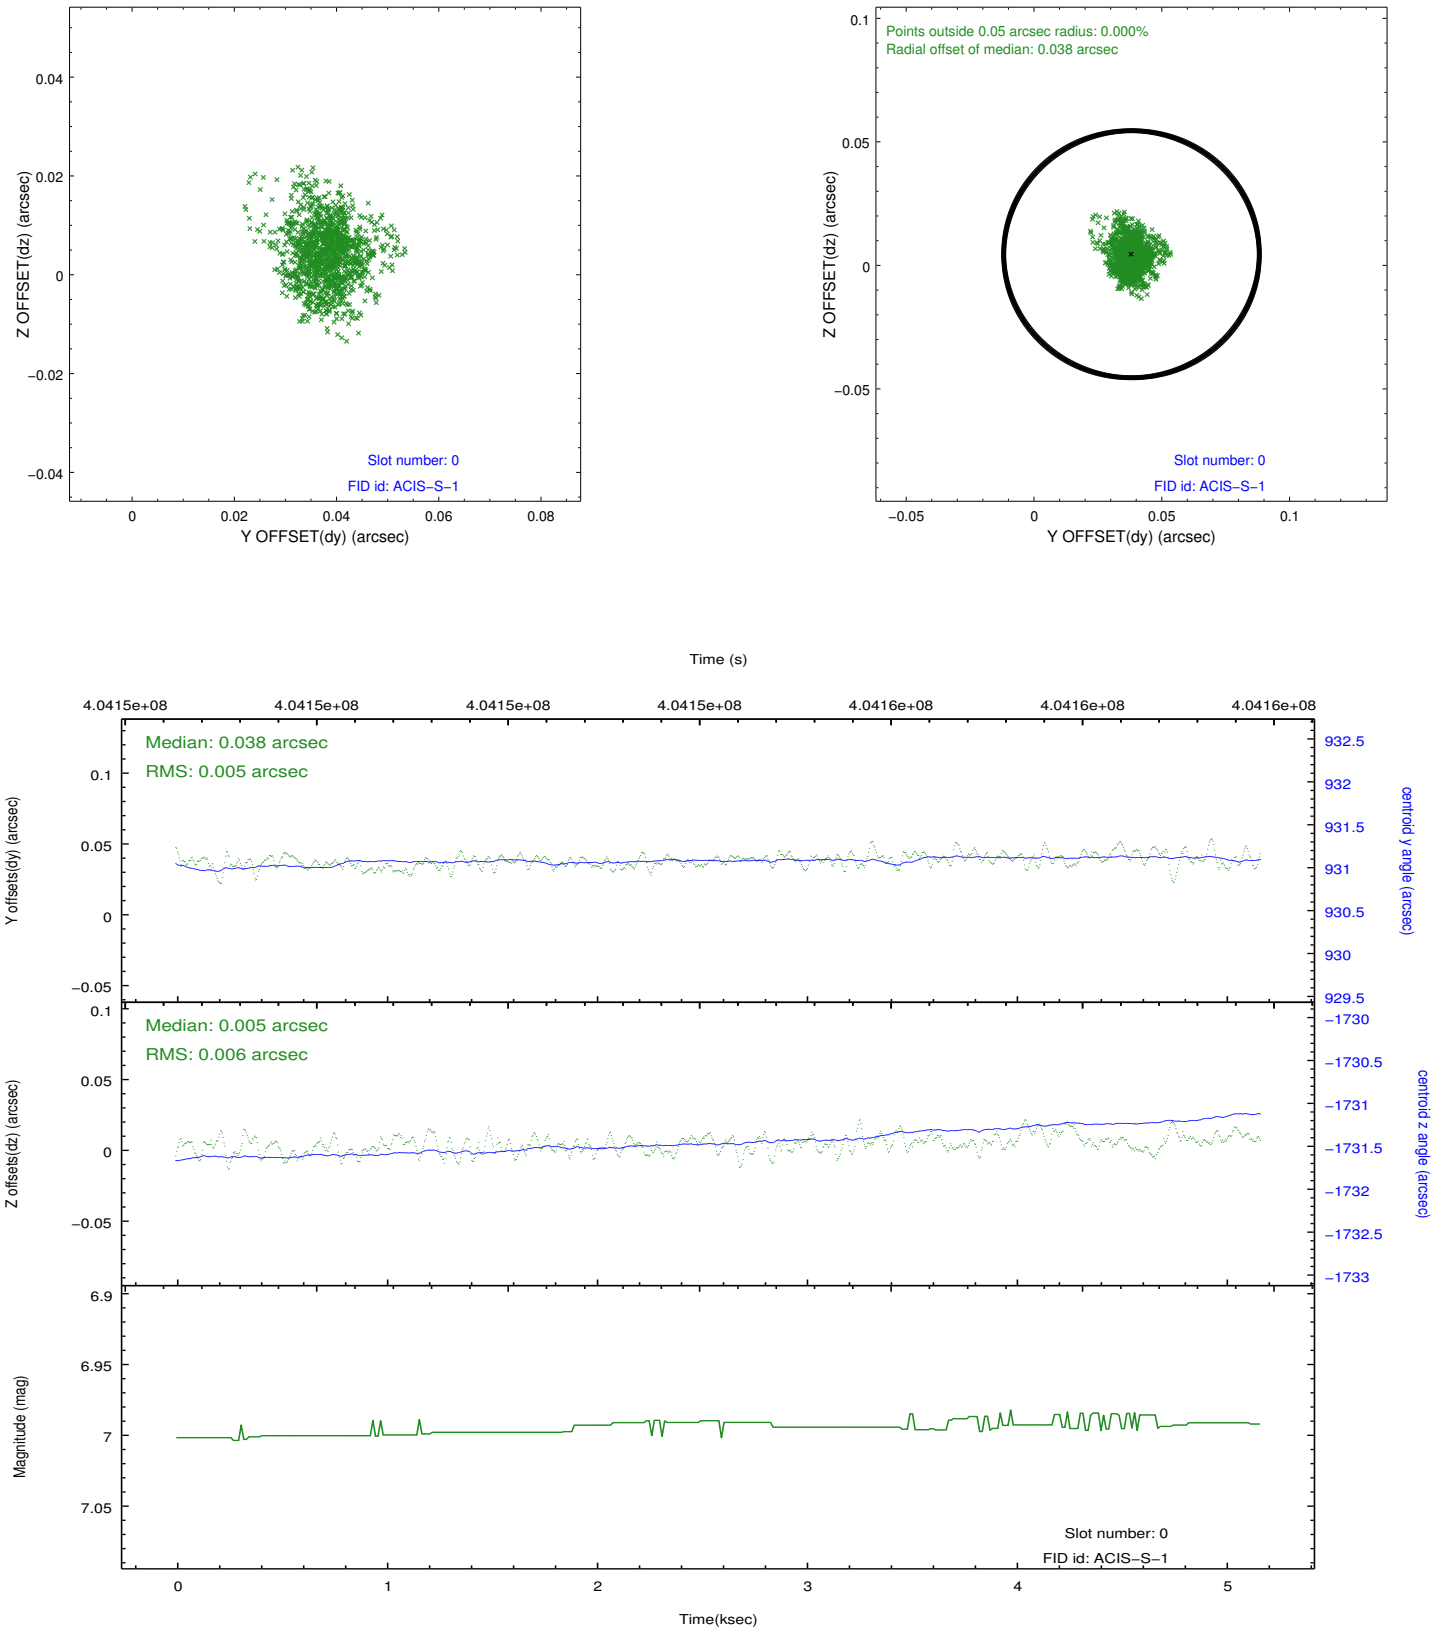 0.04
0.02
0
−0.02
−0.04
Z OFFSET(dz) (arcsec)
Slot number: 0
FID id: ACIS−S−1
0
0.02
0.04
0.06
0.08
Y OFFSET(dy) (arcsec)
Points outside 0.05 arcsec radius: 0.000%
Radial offset of median: 0.038 arcsec
0.1
0.05
0
−0.05
Z OFFSET(dz) (arcsec)
Slot number: 0
FID id: ACIS−S−1
−0.05
0
0.05
0.1
Y OFFSET(dy) (arcsec)
Time (s)
4.0415e+08
4.0415e+08
4.0415e+08
4.0415e+08
4.0416e+08
4.0416e+08
4.0416e+08
Median: 0.038 arcsec
RMS: 0.005 arcsec
0.1
0.05
0
−0.05
Y offsets(dy) (arcsec)
932.5
932
931.5
931
930.5
930
929.5
centroid y angle (arcsec)
Median: 0.005 arcsec
RMS: 0.006 arcsec
0.1
0.05
0
−0.05
Z offsets(dz) (arcsec)
−1730
−1730.5
−1731
−1731.5
−1732
−1732.5
−1733
centroid z angle (arcsec)
6.9
6.95
7
7.05
Magnitude (mag)
Slot number: 0
FID id: ACIS−S−1
0
1
2
3
4
5
Time(ksec)